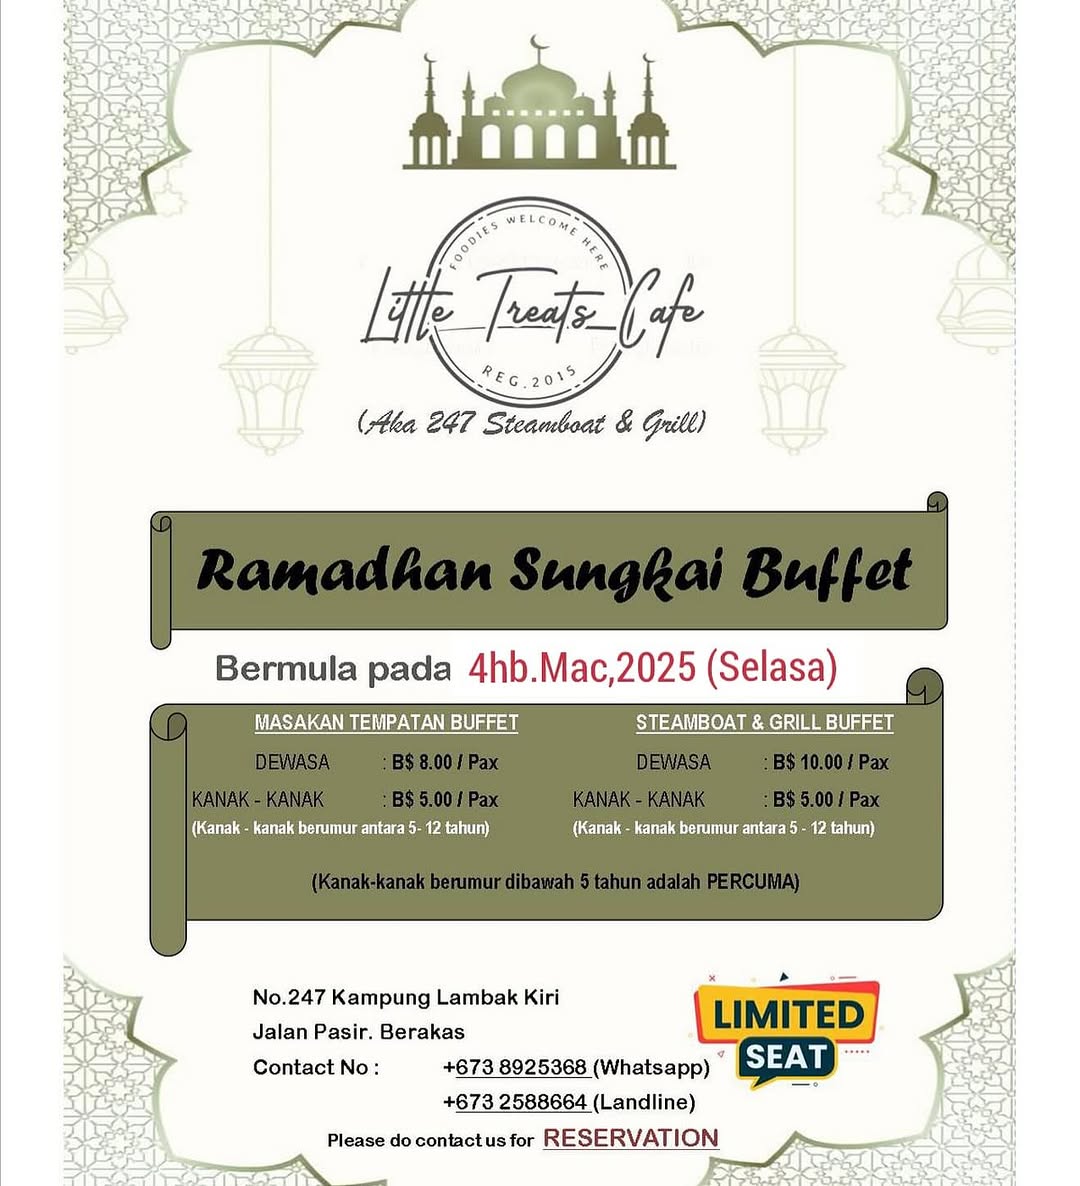 FOODIES WELCOME HERE
Little Treats Cafe
REG.2015
(Aka 247 Steamboat & Grill)
Ramadhan Sungkai Buffet
Bermula pada 4hb.Mac,2025 (Selasa)
MASAKAN TEMPATAN BUFFET
DEWASA : B$ 8.00 / Pax
KANAK - KANAK : B$ 5.00 / Pax
(Kanak - kanak berumur antara 5- 12 tahun)
STEAMBOAT & GRILL BUFFET
DEWASA : B$ 10.00 / Pax
KANAK - KANAK : B$ 5.00 / Pax
(Kanak - kanak berumur antara 5 - 12 tahun)
(Kanak-kanak berumur dibawah 5 tahun adalah PERCUMA)
No.247 Kampung Lambak Kiri
Jalan Pasir. Berakas
Contact No : +673 8925368 (Whatsapp)
+673 2588664 (Landline)
Please do contact us for RESERVATION
LIMITED
SEAT